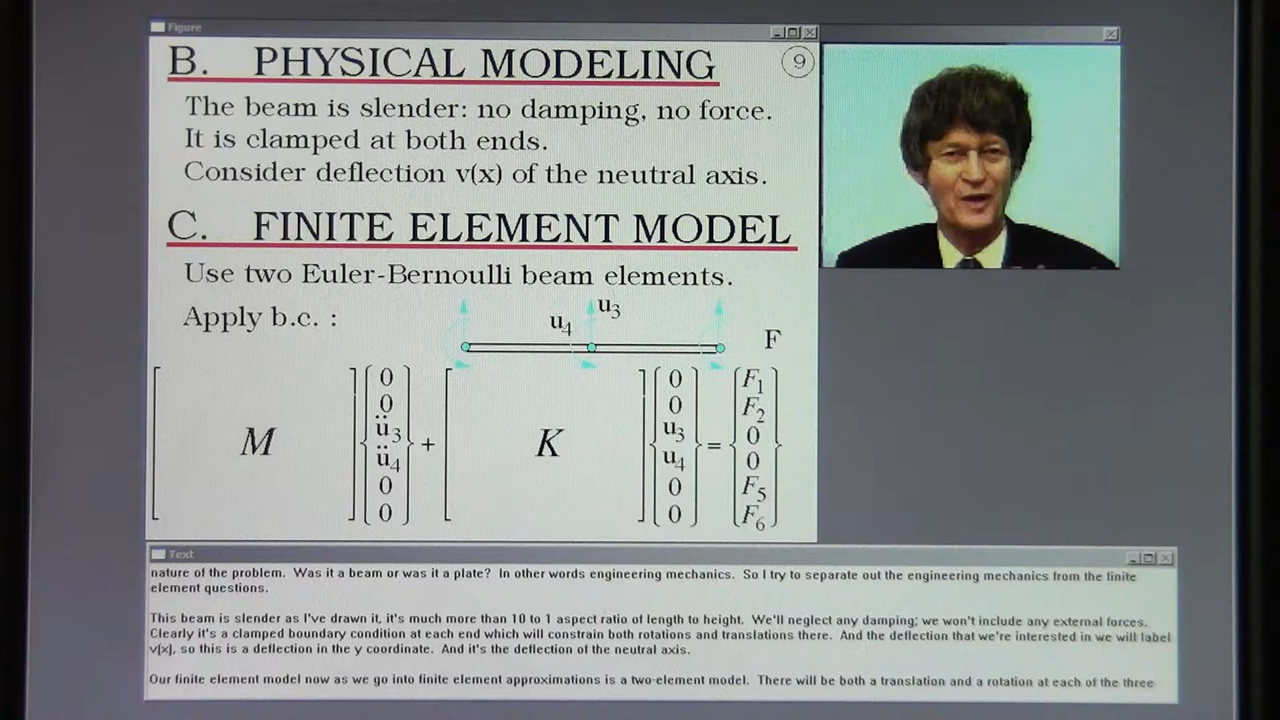 Figure
B. PHYSICAL MODELING
9
The beam is slender: no damping, no force.
It is clamped at both ends.
Consider deflection v(x) of the neutral axis.
C. FINITE ELEMENT MODEL
Use two Euler-Bernoulli beam elements.
Apply b.c. :
u4 u3
F
[ M ] { 0 0 ü3 ü4 0 0 } + [ K ] { 0 0 u3 u4 0 0 } = { F1 F2 0 0 F5 F6 }
Text
nature of the problem. Was it a beam or was it a plate? In other words engineering mechanics. So I try to separate out the engineering mechanics from the finite
element questions.
This beam is slender as I've drawn it, it's much more than 10 to 1 aspect ratio of length to height. We'll neglect any damping; we won't include any external forces.
Clearly it's a clamped boundary condition at each end which will constrain both rotations and translations there. And the deflection that we're interested in we will label
v(x), so this is a deflection in the y coordinate. And it's the deflection of the neutral axis.
Our finite element model now as we go into finite element approximations is a two-element model. There will be both a translation and a rotation at each of the three